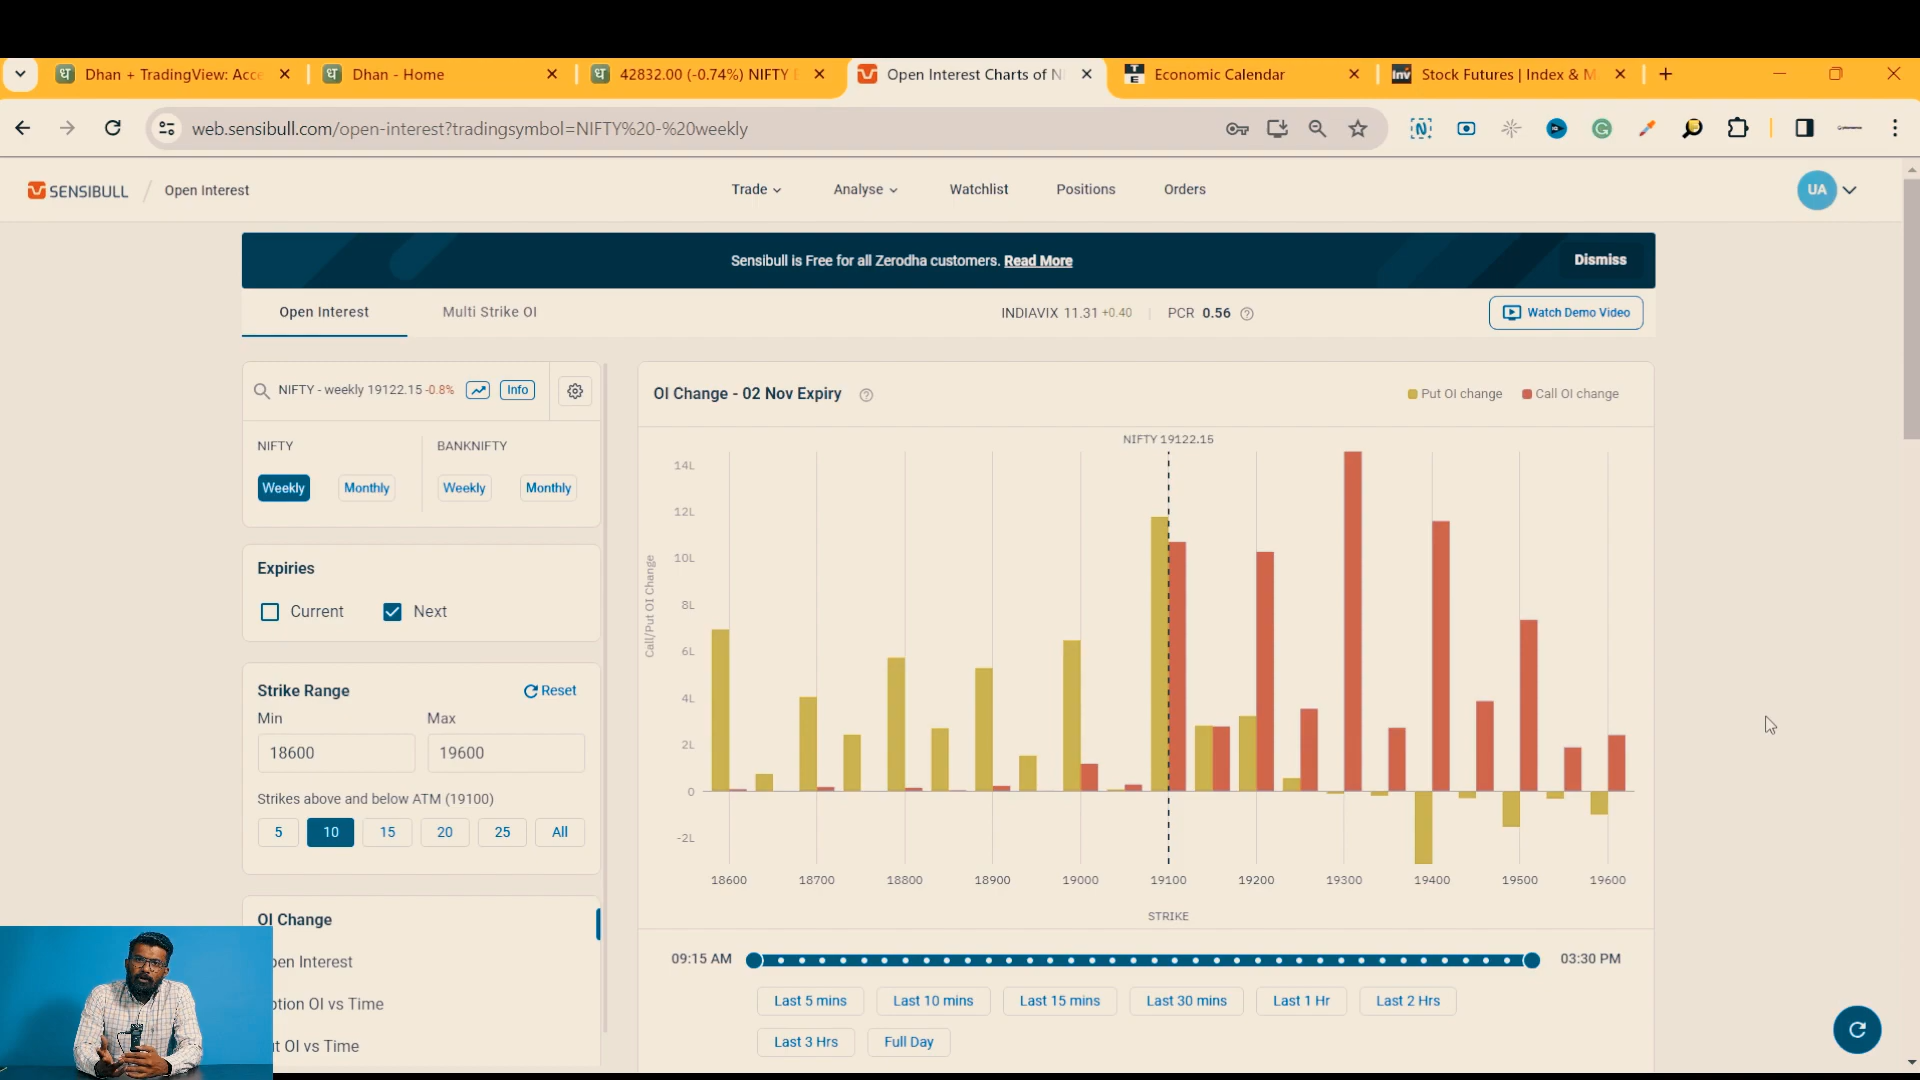 Dhan + TradingView: Acce
Dhan - Home
42832.00 (-0.74%) NIFTY
Open Interest Charts of N
Economic Calendar
Stock Futures | Index & M
web.sensibull.com/open-interest?tradingsymbol=NIFTY%20-%20weekly
SENSIBULL / Open Interest
Trade
Analyse
Watchlist
Positions
Orders
UA
Sensibull is Free for all Zerodha customers. Read More
Dismiss
Open Interest
Multi Strike OI
INDIAVIX 11.31 +0.40
PCR 0.56
Watch Demo Video
NIFTY - weekly 19122.15 -0.8%
Info
NIFTY
BANKNIFTY
Weekly
Monthly
Weekly
Monthly
Expiries
Current
Next
Strike Range
Reset
Min
Max
18600
19600
Strikes above and below ATM (19100)
5
10
15
20
25
All
OI Change
pen Interest
ption OI vs Time
t OI vs Time
OI Change - 02 Nov Expiry
Put OI change
Call OI change
NIFTY 19122.15
Call/Put OI Change
14L
12L
10L
8L
6L
4L
2L
0
-2L
18600
18700
18800
18900
19000
19100
19200
19300
19400
19500
19600
STRIKE
09:15 AM
03:30 PM
Last 5 mins
Last 10 mins
Last 15 mins
Last 30 mins
Last 1 Hr
Last 2 Hrs
Last 3 Hrs
Full Day